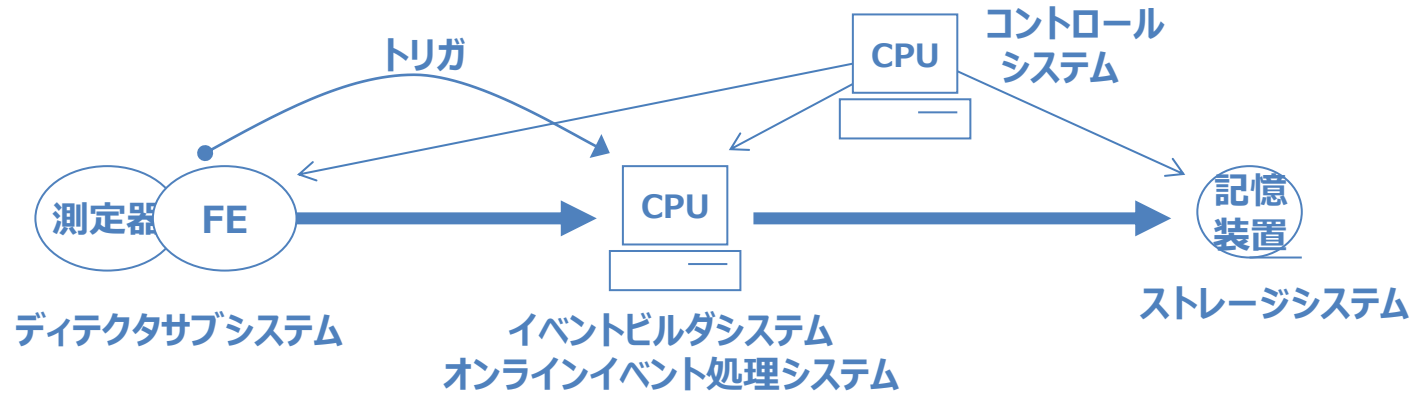 コントロール
システム
CPU
トリガ
測定器
FE
CPU
記憶
装置
ディテクタサブシステム
イベントビルダシステム
オンラインイベント処理システム
ストレージシステム